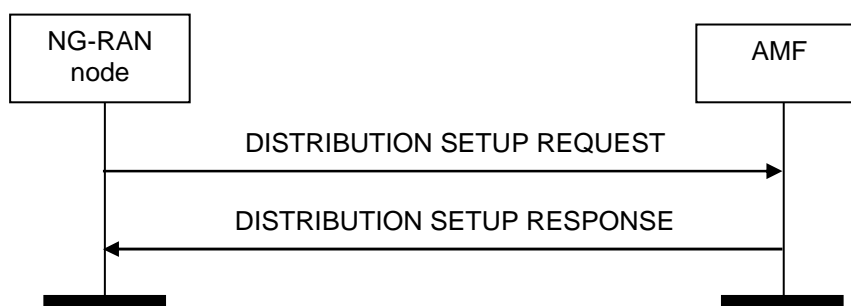 NG-RAN
node
AMF
DISTRIBUTION SETUP REQUEST
DISTRIBUTION SETUP RESPONSE